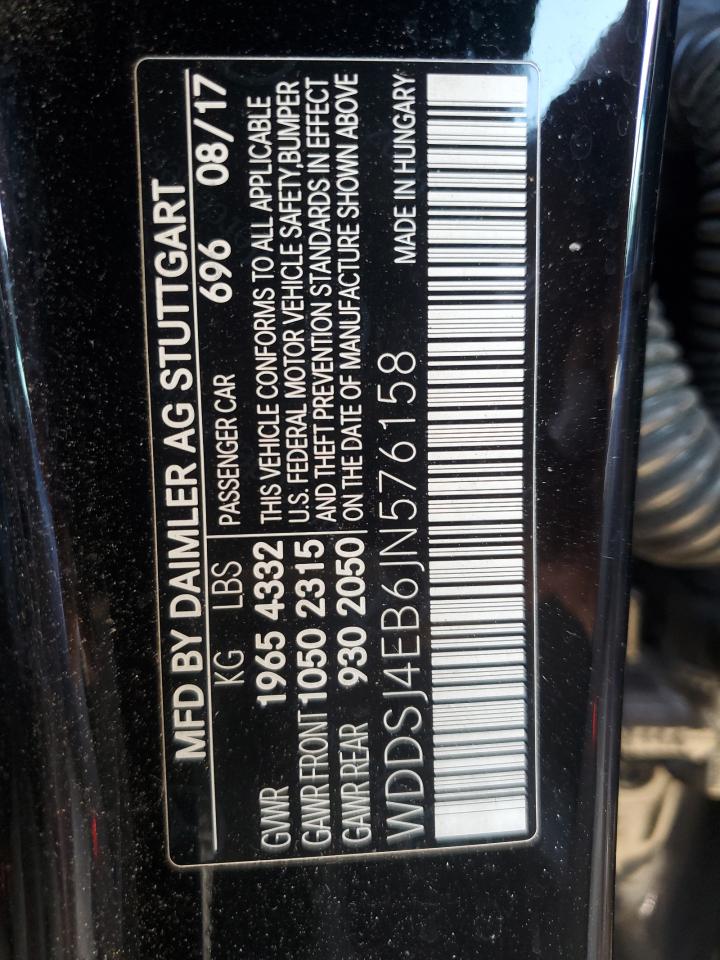 MFD BY DAIMLER AG STUTTGART
KG LBS PASSENGER CAR 696 08/17
GWR 1965 4332 THIS VEHICLE CONFORMS TO ALL APPLICABLE
GAWR FRONT 1050 2315 U.S. FEDERAL MOTOR VEHICLE SAFETY,BUMPER
AND THEFT PREVENTION STANDARDS IN EFFECT
GAWR REAR 930 2050 ON THE DATE OF MANUFACTURE SHOWN ABOVE
WDDSJ4EB6JN576158 MADE IN HUNGARY